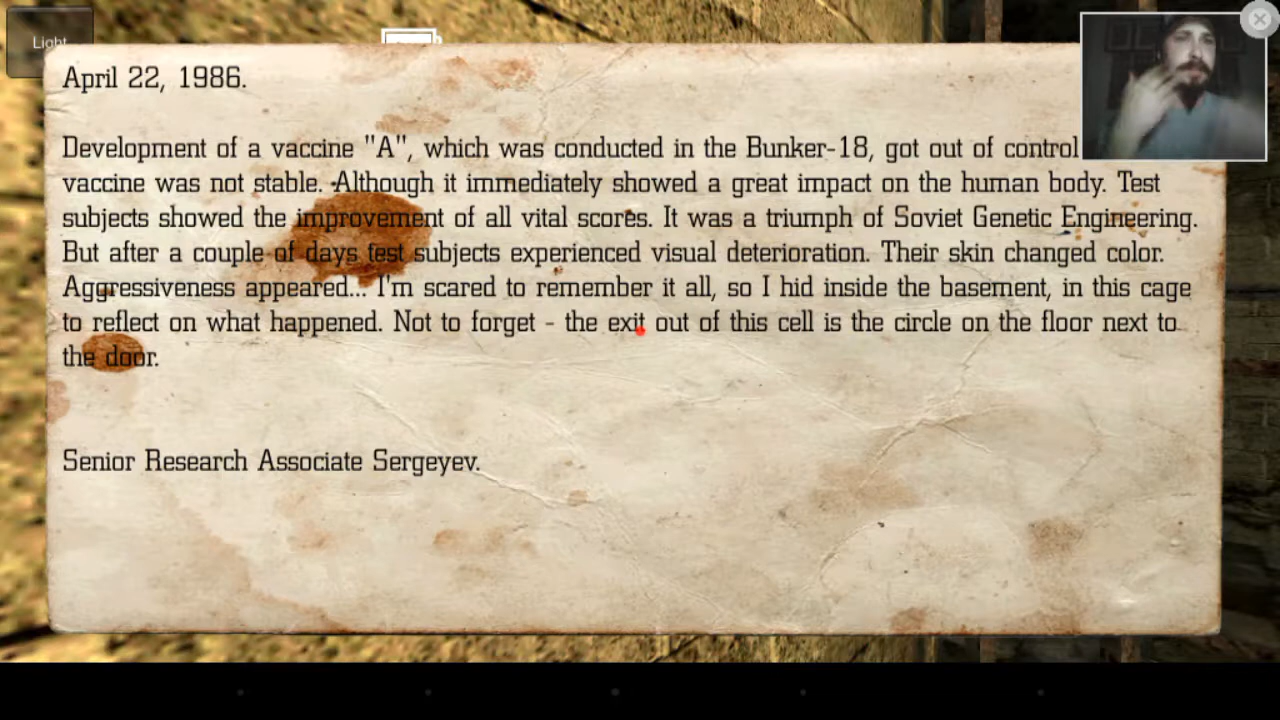 Light
April 22, 1986.
Development of a vaccine "A", which was conducted in the Bunker-18, got out of control
vaccine was not stable. Although it immediately showed a great impact on the human body. Test
subjects showed the improvement of all vital scores. It was a triumph of Soviet Genetic Engineering.
But after a couple of days test subjects experienced visual deterioration. Their skin changed color.
Aggressiveness appeared... I'm scared to remember it all, so I hid inside the basement, in this cage
to reflect on what happened. Not to forget - the exit out of this cell is the circle on the floor next to
the door.
Senior Research Associate Sergeyev.